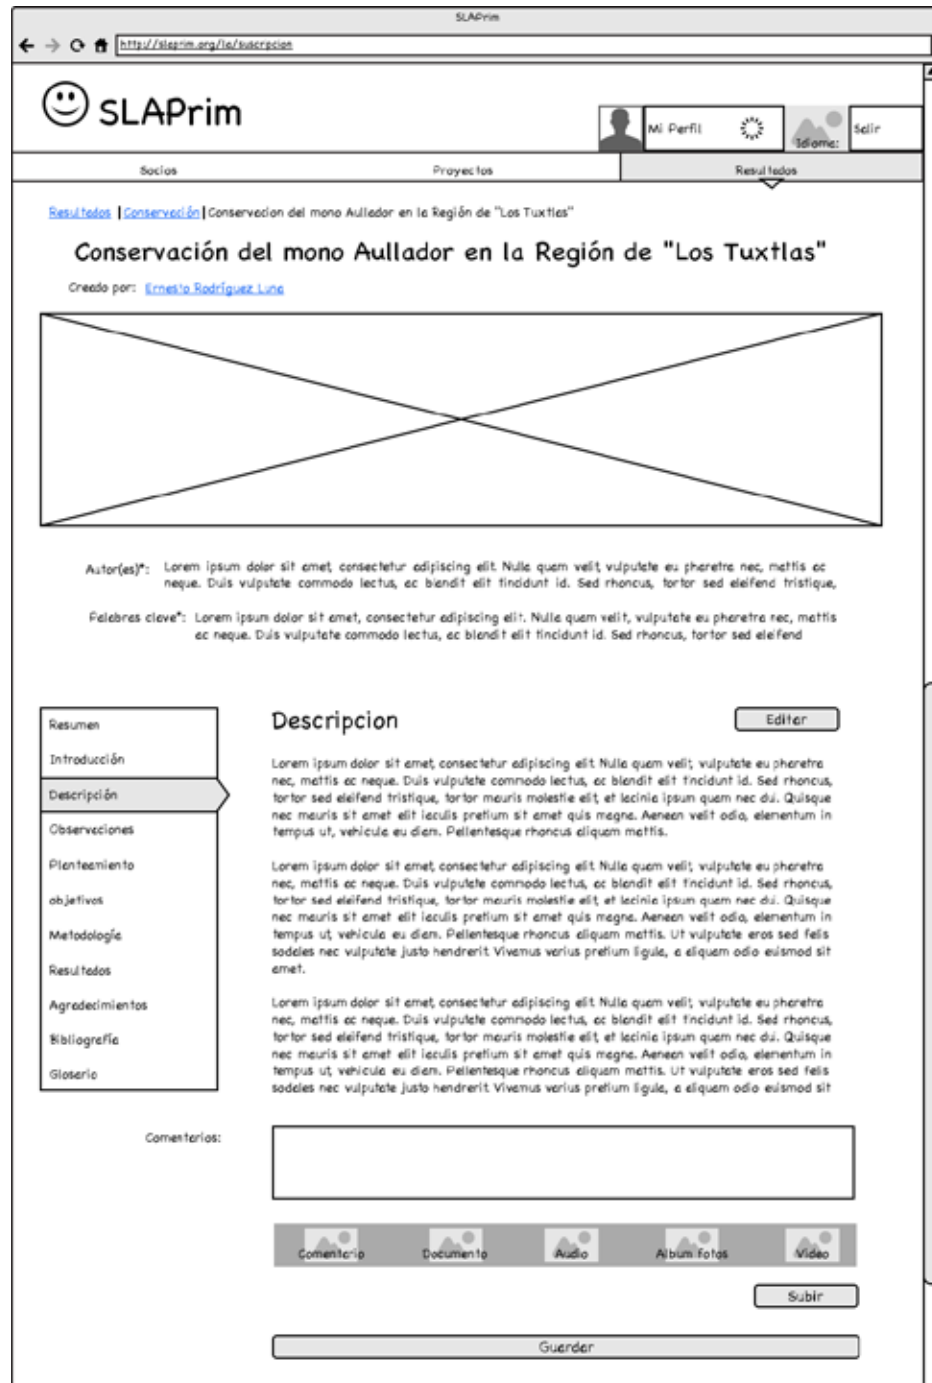 SLAPrim
http://slaprim.org/la/suscrpcion
SLAPrim
Mi Perfil
Idioma:
Salir
Socios
Proyectos
Resultados
Resultados | Conservación | Conservacion del mono Aullador en la Región de "Los Tuxtlas"
Conservación del mono Aullador en la Región de "Los Tuxtlas"
Creado por: Ernesto Rodríguez Luna
Autor(es)*: Lorem ipsum dolor sit amet, consectetur adipiscing elit. Nulla quam velit, vulputate eu pharetra nec, mattis ac
neque. Duis vulputate commodo lectus, ac blandit elit tincidunt id. Sed rhoncus, tortor sed eleifend tristique,
Palabras clave*: Lorem ipsum dolor sit amet, consectetur adipiscing elit. Nulla quam velit, vulputate eu pharetra nec, mattis
ac neque. Duis vulputate commodo lectus, ac blandit elit tincidunt id. Sed rhoncus, tortor sed eleifend
Resumen
Introducción
Descripción
Observaciones
Planteamiento
objetivos
Metodología
Resultados
Agradecimientos
Bibliografía
Glosario
Descripcion
Editar
Lorem ipsum dolor sit amet, consectetur adipiscing elit. Nulla quam velit, vulputate eu pharetra
nec, mattis ac neque. Duis vulputate commodo lectus, ac blandit elit tincidunt id. Sed rhoncus,
tortor sed eleifend tristique, tortor mauris molestie elit, et lacinia ipsum quam nec dui. Quisque
nec mauris sit amet elit iaculis pretium sit amet quis magna. Aenean velit odio, elementum in
tempus ut, vehicula eu diam. Pellentesque rhoncus aliquam mattis.
Lorem ipsum dolor sit amet, consectetur adipiscing elit. Nulla quam velit, vulputate eu pharetra
nec, mattis ac neque. Duis vulputate commodo lectus, ac blandit elit tincidunt id. Sed rhoncus,
tortor sed eleifend tristique, tortor mauris molestie elit, et lacinia ipsum quam nec dui. Quisque
nec mauris sit amet elit iaculis pretium sit amet quis magna. Aenean velit odio, elementum in
tempus ut, vehicula eu diam. Pellentesque rhoncus aliquam mattis. Ut vulputate eros sed felis
sodales nec vulputate justo hendrerit. Vivamus varius pretium ligula, a aliquam odio euismod sit
amet.
Lorem ipsum dolor sit amet, consectetur adipiscing elit. Nulla quam velit, vulputate eu pharetra
nec, mattis ac neque. Duis vulputate commodo lectus, ac blandit elit tincidunt id. Sed rhoncus,
tortor sed eleifend tristique, tortor mauris molestie elit, et lacinia ipsum quam nec dui. Quisque
nec mauris sit amet elit iaculis pretium sit amet quis magna. Aenean velit odio, elementum in
tempus ut, vehicula eu diam. Pellentesque rhoncus aliquam mattis. Ut vulputate eros sed felis
sodales nec vulputate justo hendrerit. Vivamus varius pretium ligula, a aliquam odio euismod sit
Comentarios:
Comentario
Documento
Audio
Album fotos
Video
Subir
Guardar